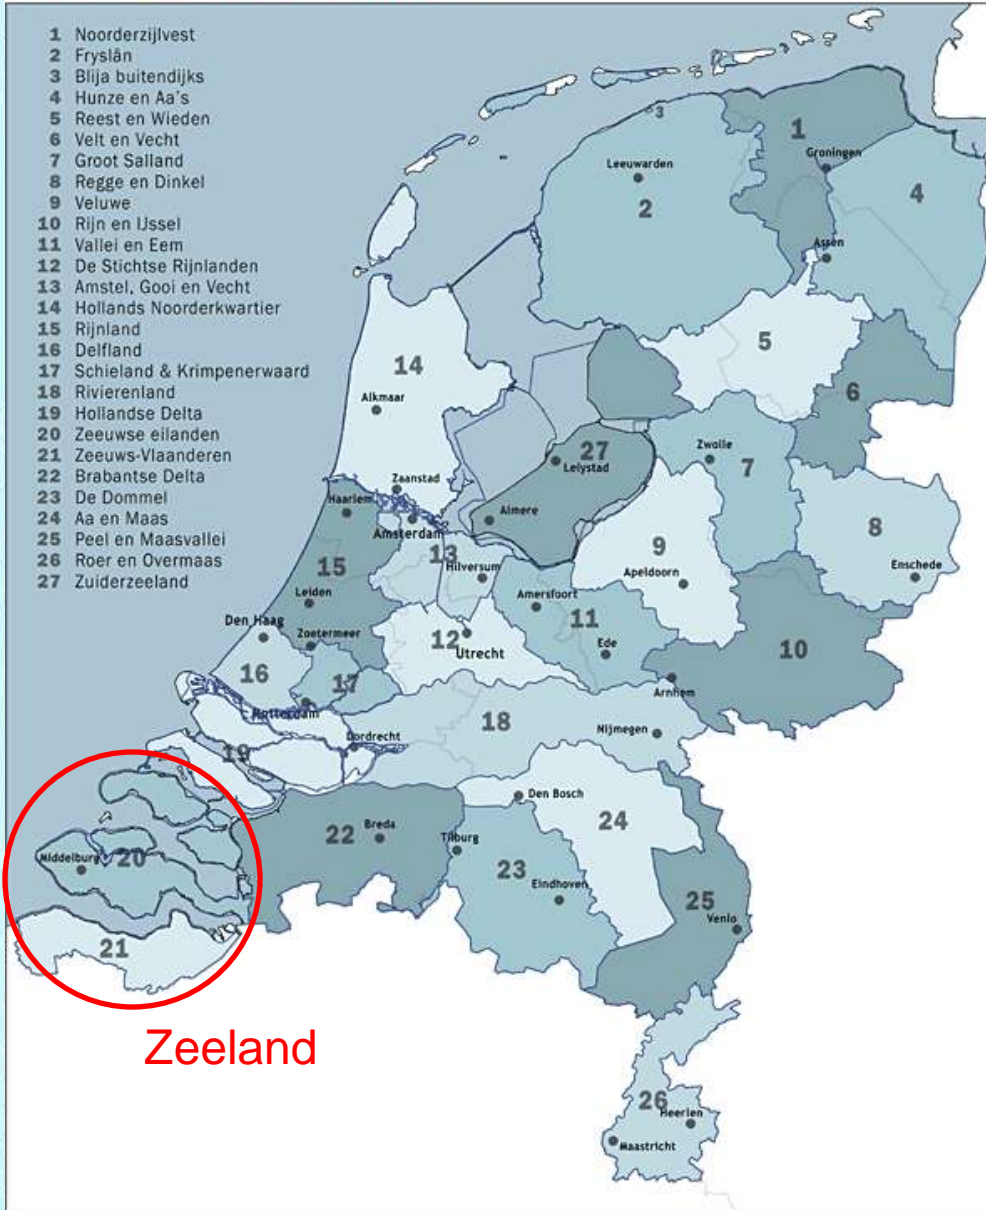 1 Noorderzijlvest
2 Fryslân
3 Blija buitendijks
4 Hunze en Aa's
5 Reest en Wieden
6 Velt en Vecht
7 Groot Salland
8 Regge en Dinkel
9 Veluwe
10 Rijn en IJssel
11 Vallei en Eem
12 De Stichtse Rijnlanden
13 Amstel, Gooi en Vecht
14 Hollands Noorderkwartier
15 Rijnland
16 Delfland
17 Schieland & Krimpenerwaard
18 Rivierenland
19 Hollandse Delta
20 Zeeuwse eilanden
21 Zeeuws-Vlaanderen
22 Brabantse Delta
23 De Dommel
24 Aa en Maas
25 Peel en Maasvallei
26 Roer en Overmaas
27 Zuiderzeeland
3
1
Groningen
Leeuwarden
2
4
Assen
5
14
Alkmaar
6
27
Lelystad
Zwolle
7
Zaanstad
Haarlem
Almere
Amsterdam
8
13
9
Hilversum
15
Apeldoorn
Enschede
Leiden
Amersfoort
11
Den Haag
Zoetermeer
12
Utrecht
Ede
10
16
17
Arnhem
Rotterdam
18
Nijmegen
Dordrecht
19
Den Bosch
24
22
Breda
Tilburg
Middelburg
20
23
Eindhoven
25
Venlo
21
Zeeland
26
Heerlen
Maastricht